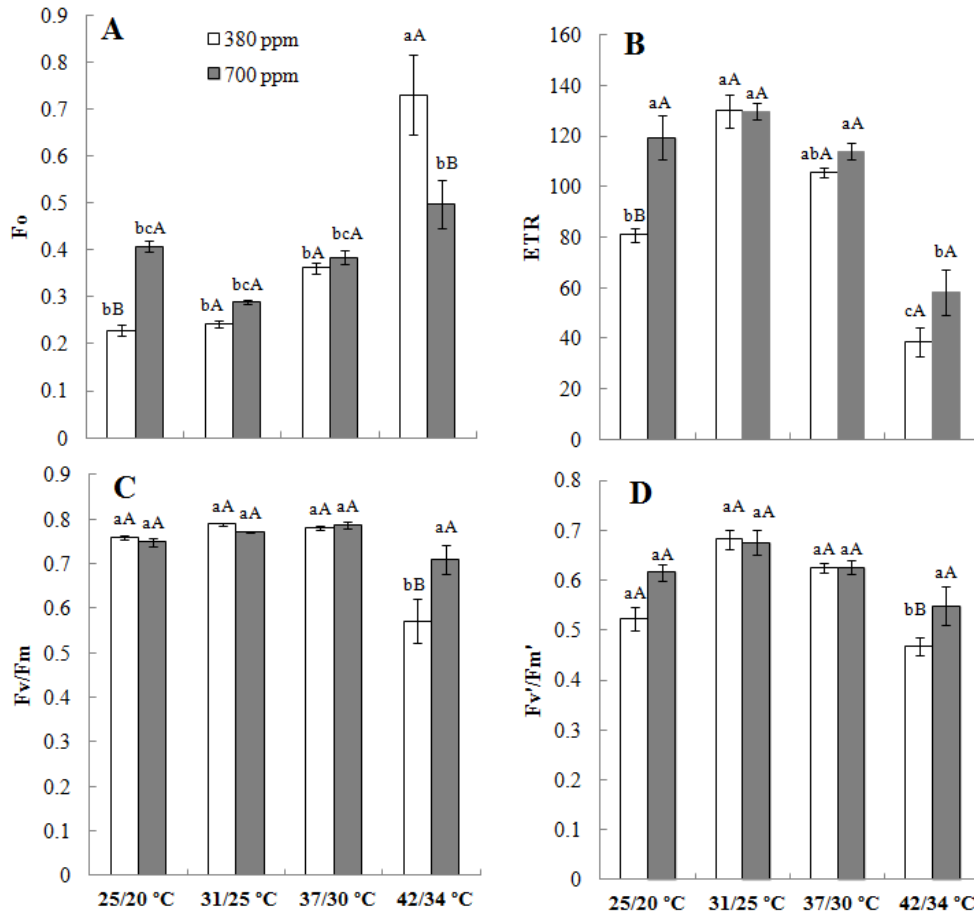 A
380 ppm
700 ppm
Fo
0.9
0.8
0.7
0.6
0.5
0.4
0.3
0.2
0.1
0
bB
bcA
bA
bcA
bA
bcA
aA
bB
B
ETR
160
140
120
100
80
60
40
20
0
bB
aA
aA
aA
abA
aA
cA
bA
C
Fv/Fm
0.9
0.8
0.7
0.6
0.5
0.4
0.3
0.2
0.1
0
aA
aA
aA
aA
aA
aA
bB
aA
25/20 °C
31/25 °C
37/30 °C
42/34 °C
D
Fv'/Fm'
0.8
0.7
0.6
0.5
0.4
0.3
0.2
0.1
0
aA
aA
aA
aA
aA
aA
bB
aA
25/20 °C
31/25 °C
37/30 °C
42/34 °C